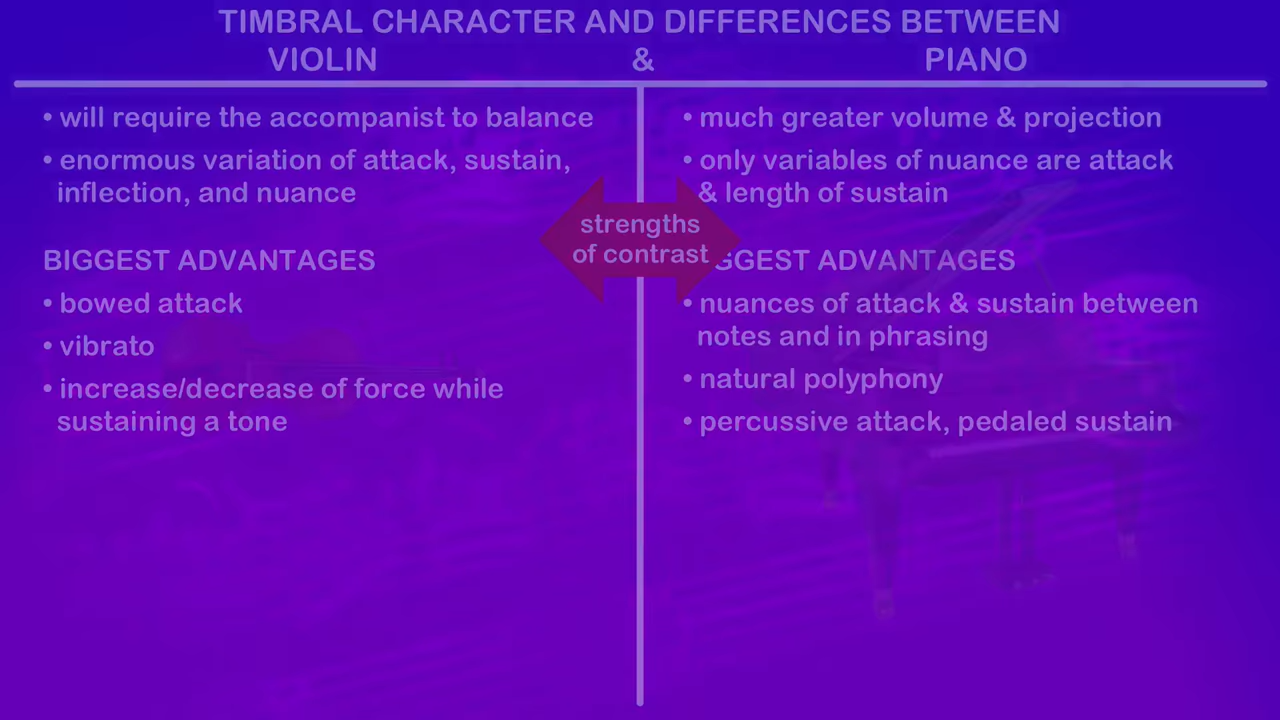 TIMBRAL CHARACTER AND DIFFERENCES BETWEEN
VIOLIN & PIANO
• will require the accompanist to balance
• enormous variation of attack, sustain,
inflection, and nuance
BIGGEST ADVANTAGES
• bowed attack
• vibrato
• increase/decrease of force while
sustaining a tone
strengths
of contrast
• much greater volume & projection
• only variables of nuance are attack
& length of sustain
GGEST ADVANTAGES
• nuances of attack & sustain between
notes and in phrasing
• natural polyphony
• percussive attack, pedaled sustain